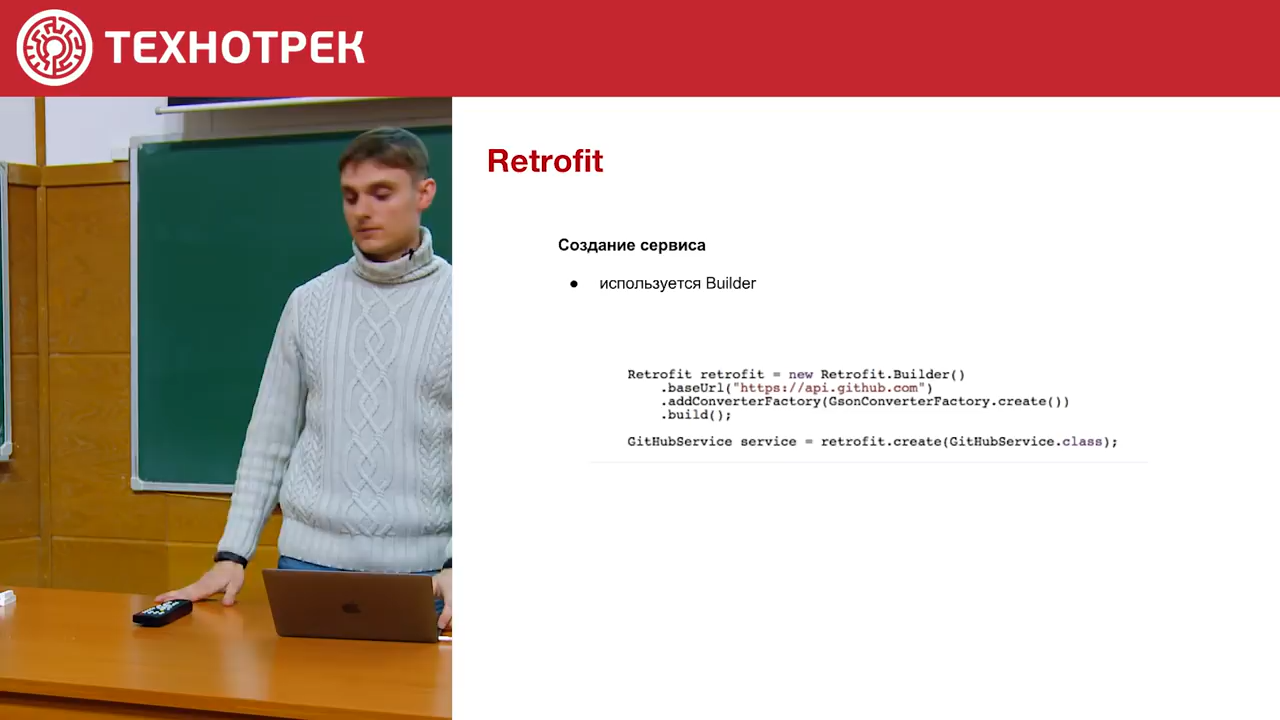 ТЕХНОТРЕК
Retrofit
Создание сервиса
● используется Builder
Retrofit retrofit = new Retrofit.Builder()
.baseUrl("https://api.github.com")
.addConverterFactory(GsonConverterFactory.create())
.build();
GitHubService service = retrofit.create(GitHubService.class);